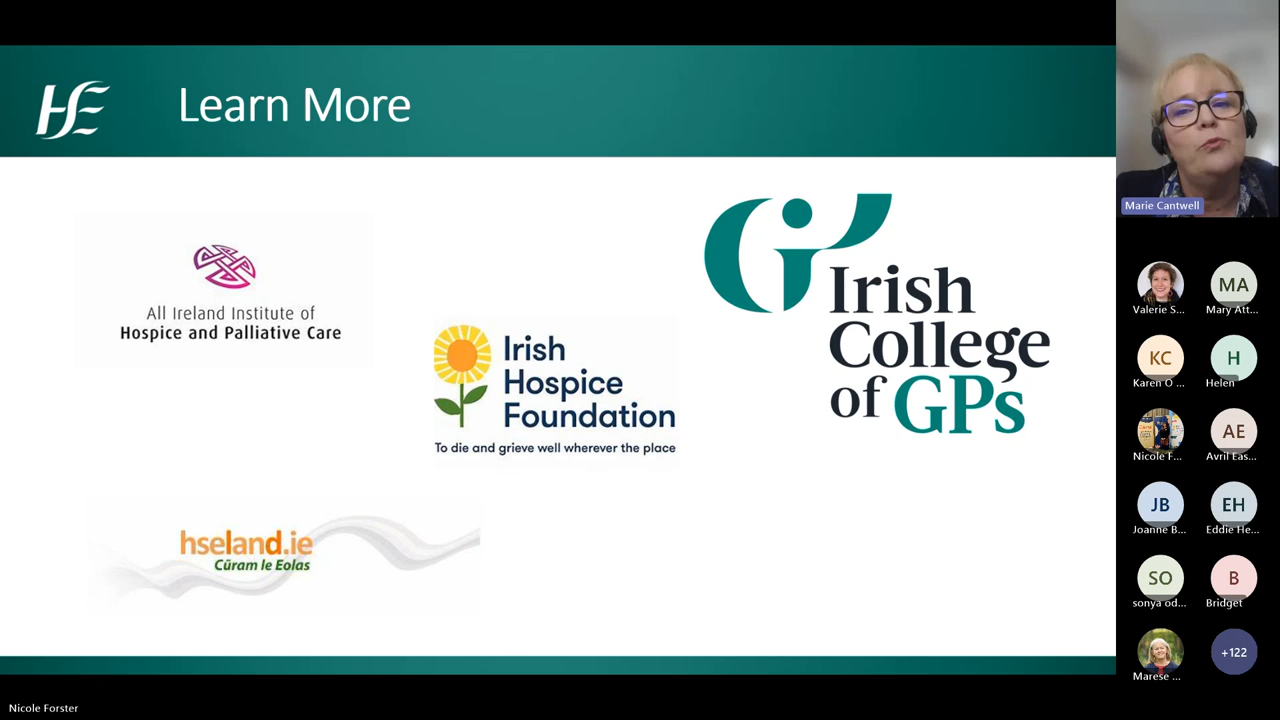 HSE
Learn More
All Ireland Institute of
Hospice and Palliative Care
Irish
Hospice
Foundation
To die and grieve well wherever the place
Irish
College
of GPs
hseland.ie
Cūram le Eolas
Marie Cantwell
Valerie S...
MA
Mary Att...
KC
Karen O ...
H
Helen
Nicole F...
AE
Avril Eas...
JB
Joanne B...
EH
Eddie He...
SO
sonya od...
B
Bridget
Marese ...
+122
Nicole Forster